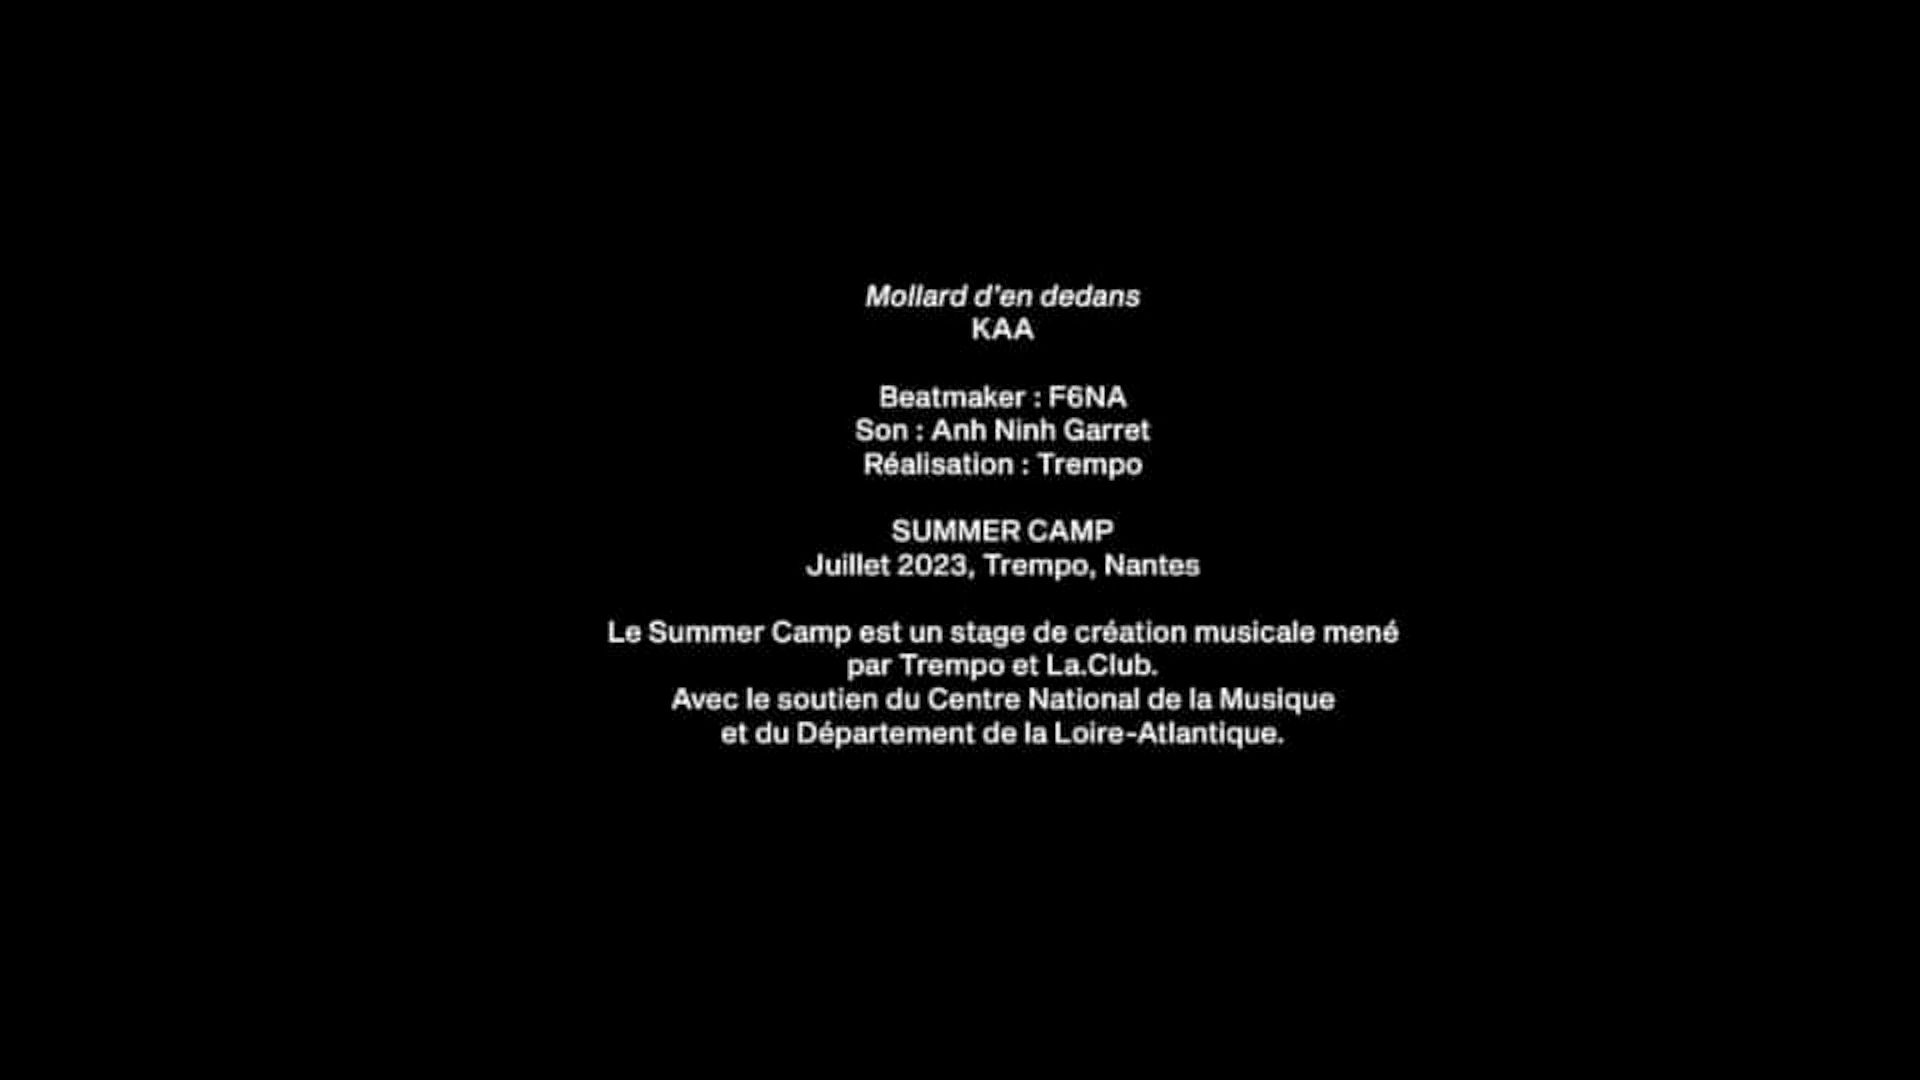 Mollard d'en dedans
KAA
Beatmaker : F6NA
Son : Anh Ninh Garret
Réalisation : Trempo
SUMMER CAMP
Juillet 2023, Trempo, Nantes
Le Summer Camp est un stage de création musicale mené
par Trempo et La.Club.
Avec le soutien du Centre National de la Musique
et du Département de la Loire-Atlantique.